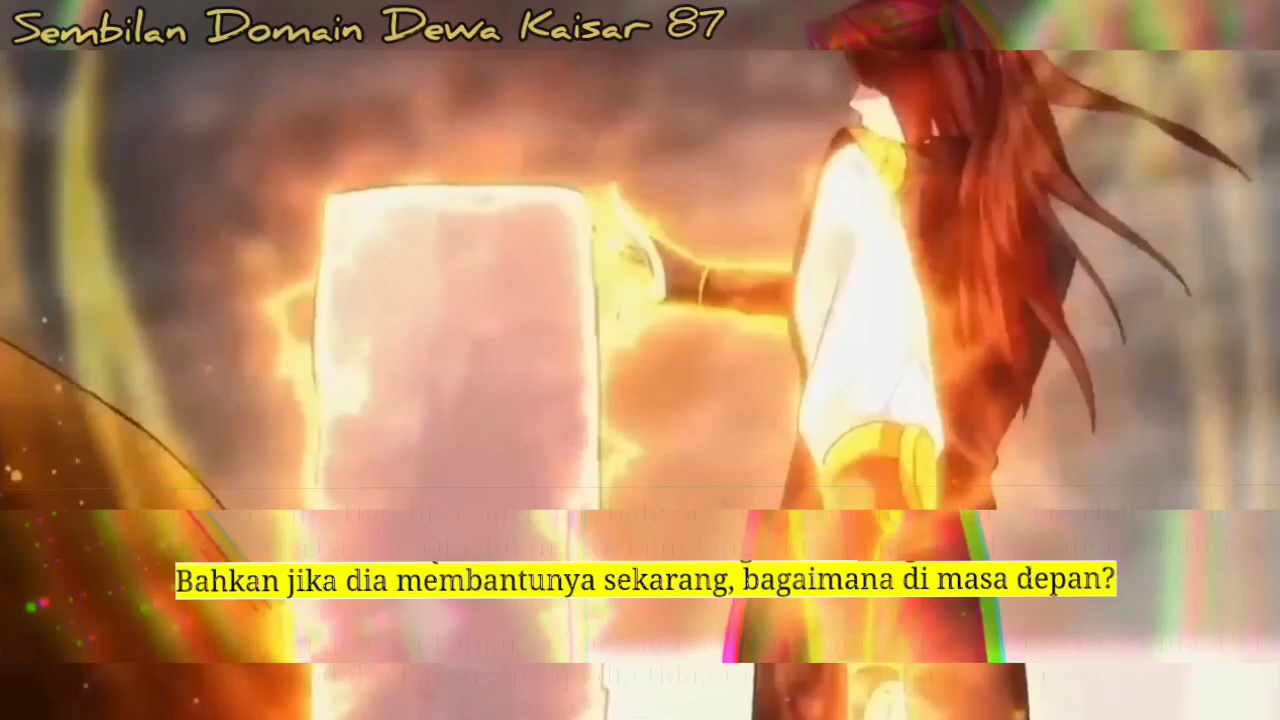 Sembilan Domain Dewa Kaisar 87
Bahkan jika dia membantunya sekarang, bagaimana di masa depan?